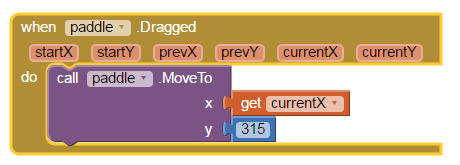 when paddle .Dragged
startX startY prevX prevY currentX currentY
do call paddle .MoveTo
x get currentX
y 315